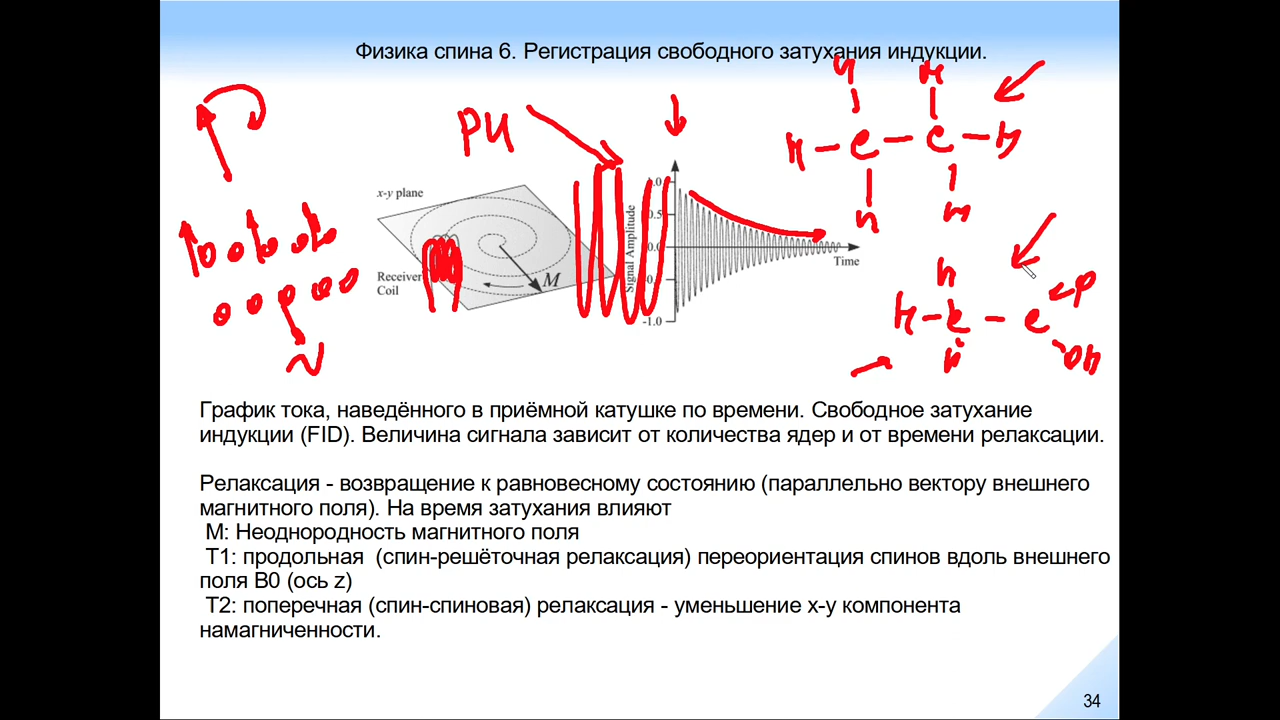 Физика спина 6. Регистрация свободного затухания индукции.
H H
РИ
H – C – C – H
H H
x-y plane
1.0
0.5
0.0
-1.0
Signal Amplitude
Time
Receiver
Coil
M
H
H – C – C
O
H
OH
График тока, наведённого в приёмной катушке по времени. Свободное затухание
индукции (FID). Величина сигнала зависит от количества ядер и от времени релаксации.
Релаксация - возвращение к равновесному состоянию (параллельно вектору внешнего
магнитного поля). На время затухания влияют
М: Неоднородность магнитного поля
Т1: продольная (спин-решёточная релаксация) переориентация спинов вдоль внешнего
поля B0 (ось z)
Т2: поперечная (спин-спиновая) релаксация - уменьшение x-y компонента
намагниченности.
34